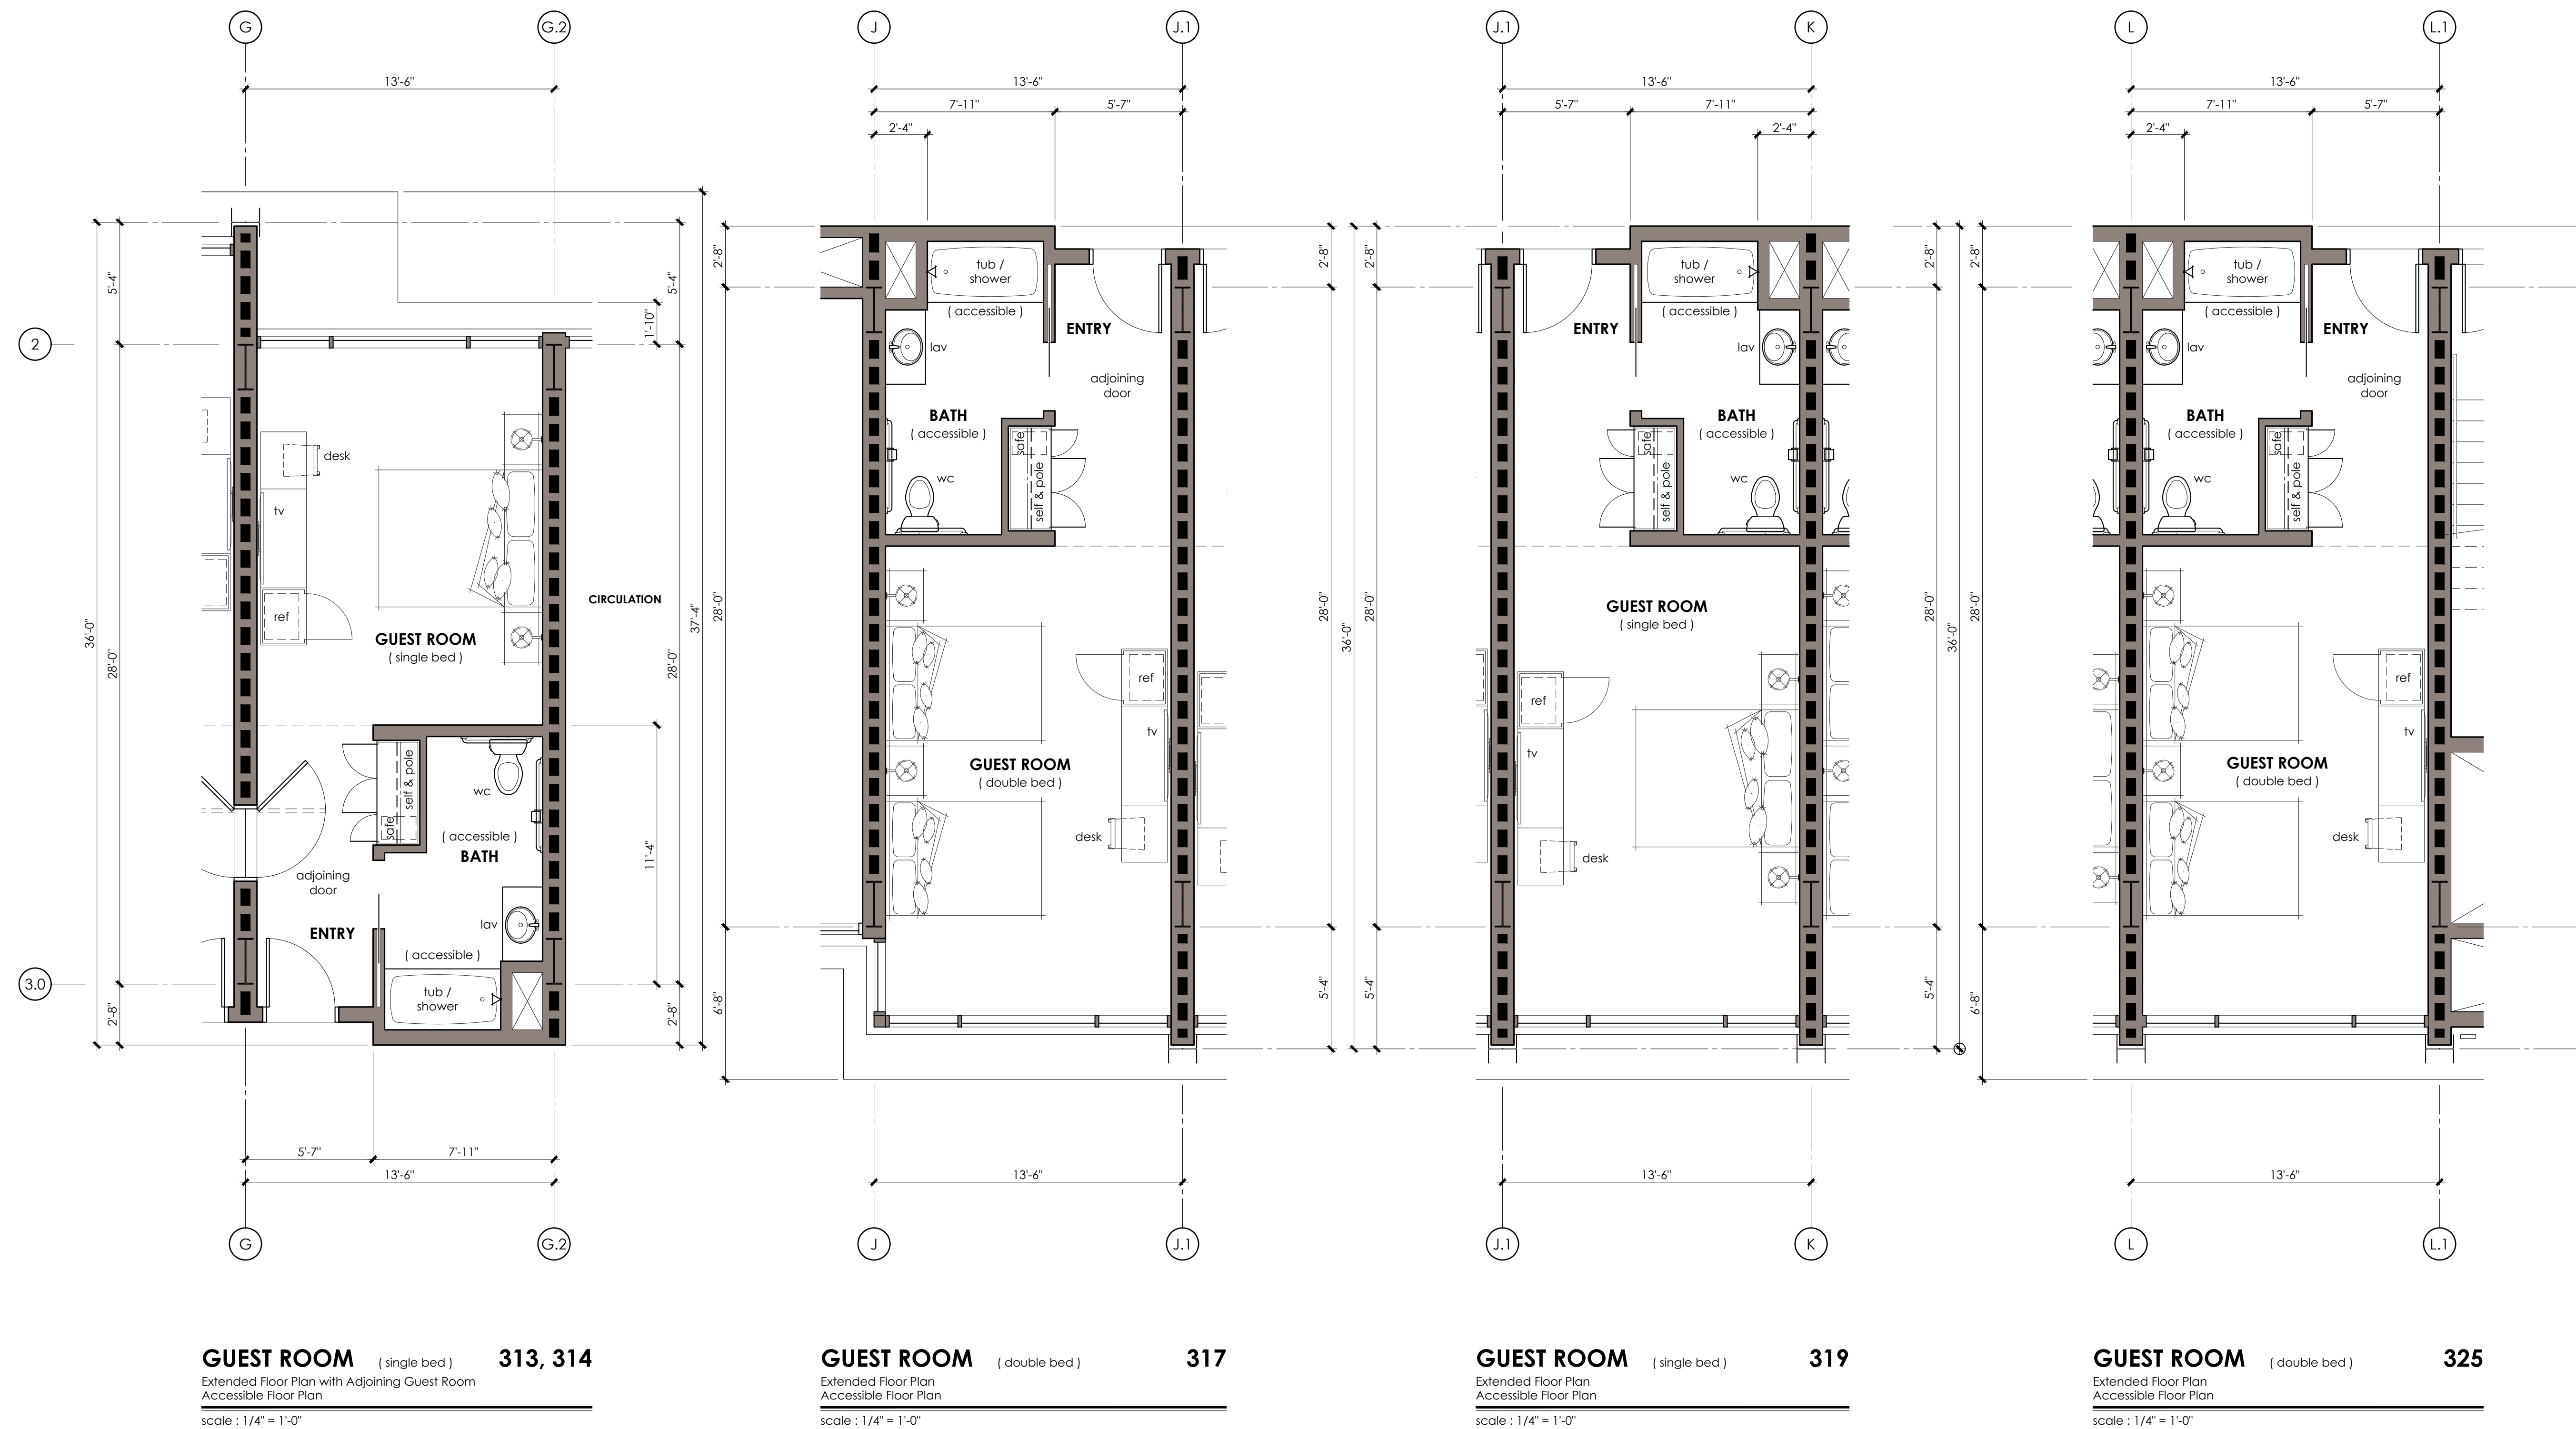 G
G.2
J
J.1
J.1
K
L
L.1
13'-6"
13'-6"
13'-6"
13'-6"
7'-11"
5'-7"
5'-7"
7'-11"
7'-11"
5'-7"
2'-4"
2'-4"
2'-4"
2
3.0
36'-0"
5'-4"
28'-0"
2'-8"
desk
tv
ref
GUEST ROOM
( single bed )
self & pole
safe
wc
( accessible )
BATH
adjoining
door
lav
ENTRY
( accessible )
tub /
shower
CIRCULATION
1'-10"
11'-4"
5'-4"
28'-0"
2'-8"
37'-4"
5'-7"
7'-11"
13'-6"
G
G.2
2'-8"
28'-0"
6'-8"
tub /
shower
( accessible )
ENTRY
lav
adjoining
door
BATH
( accessible )
safe
self & pole
wc
ref
tv
GUEST ROOM
( double bed )
desk
2'-8"
28'-0"
5'-4"
13'-6"
J
J.1
36'-0"
2'-8"
28'-0"
5'-4"
tub /
shower
( accessible )
ENTRY
lav
BATH
( accessible )
safe
self & pole
wc
GUEST ROOM
( single bed )
ref
tv
desk
2'-8"
28'-0"
5'-4"
13'-6"
J.1
K
36'-0"
2'-8"
28'-0"
6'-8"
tub /
shower
( accessible )
ENTRY
lav
adjoining
door
BATH
( accessible )
safe
self & pole
wc
ref
tv
GUEST ROOM
( double bed )
desk
13'-6"
L
L.1
GUEST ROOM ( single bed ) 313, 314
Extended Floor Plan with Adjoining Guest Room
Accessible Floor Plan
scale : 1/4" = 1'-0"
GUEST ROOM ( double bed ) 317
Extended Floor Plan
Accessible Floor Plan
scale : 1/4" = 1'-0"
GUEST ROOM ( single bed ) 319
Extended Floor Plan
Accessible Floor Plan
scale : 1/4" = 1'-0"
GUEST ROOM ( double bed ) 325
Extended Floor Plan
Accessible Floor Plan
scale : 1/4" = 1'-0"